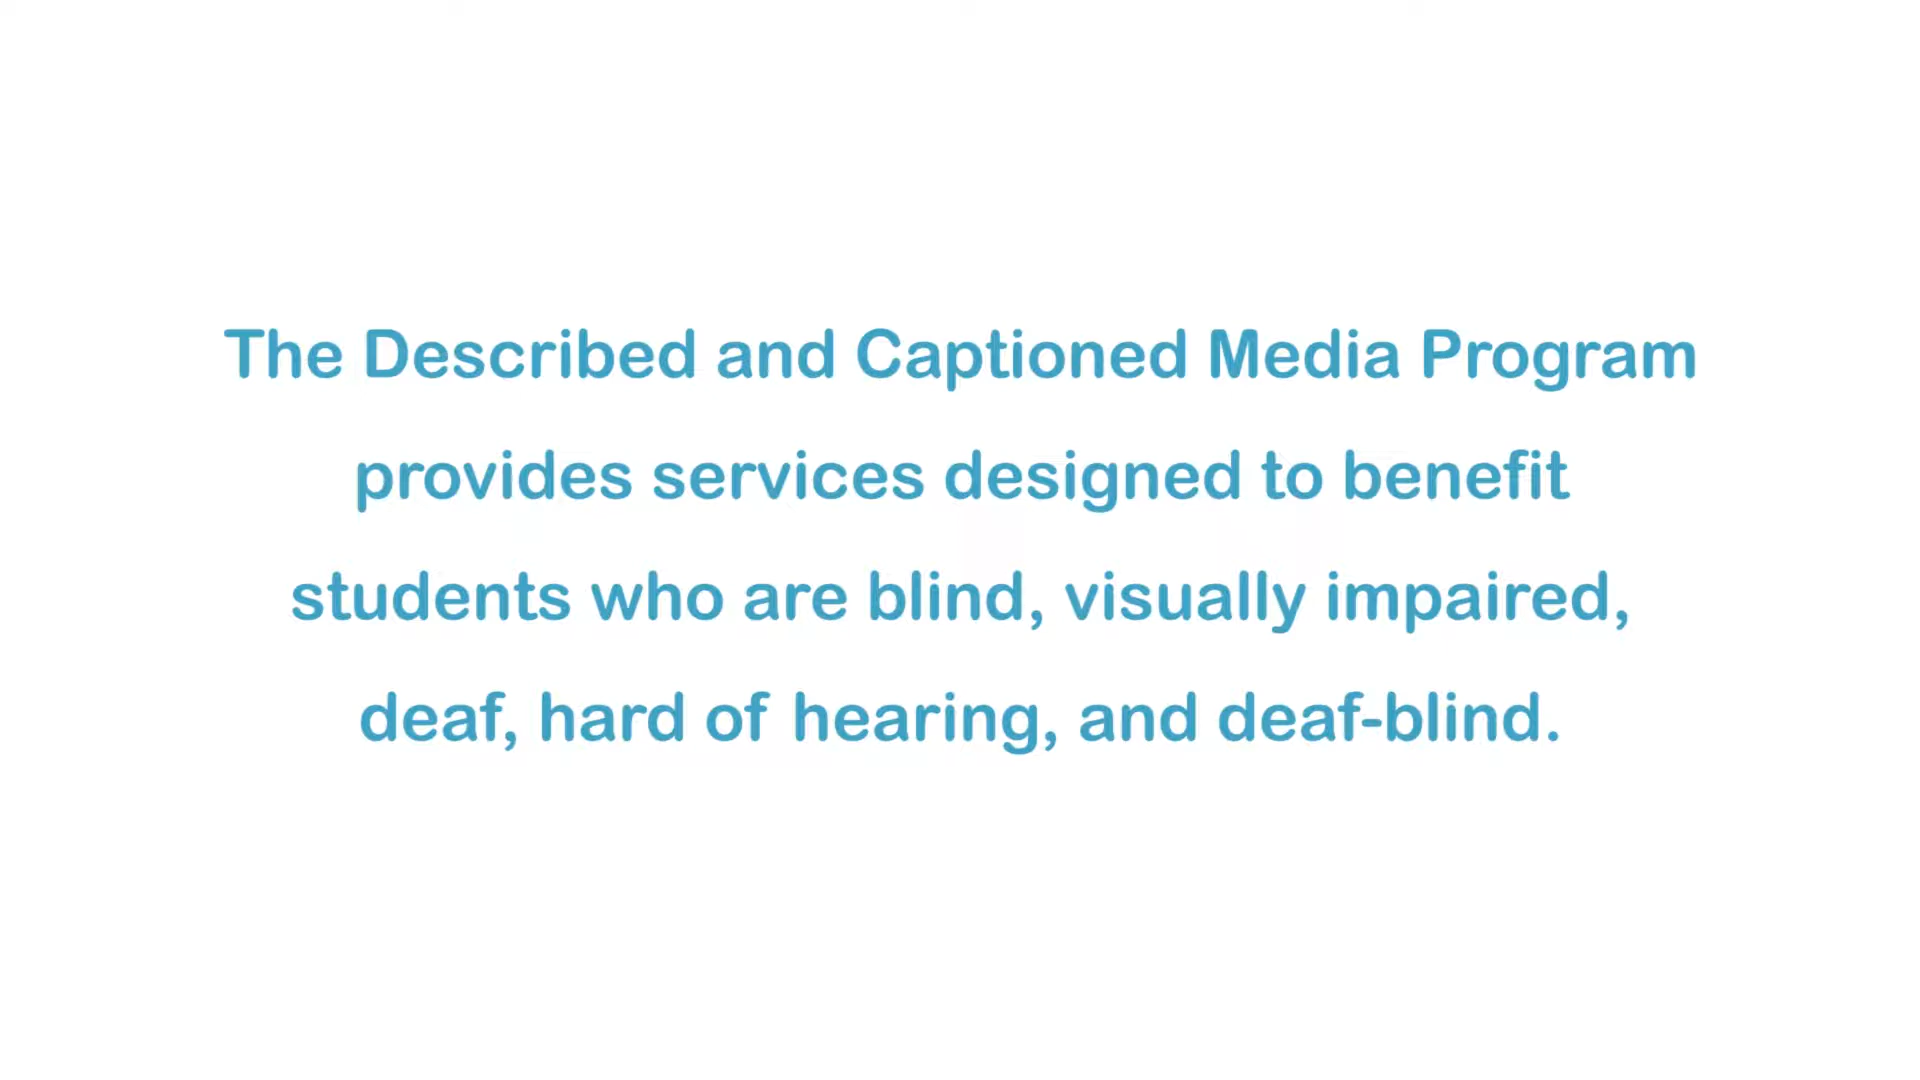 The Described and Captioned Media Program
provides services designed to benefit
students who are blind, visually impaired,
deaf, hard of hearing, and deaf-blind.